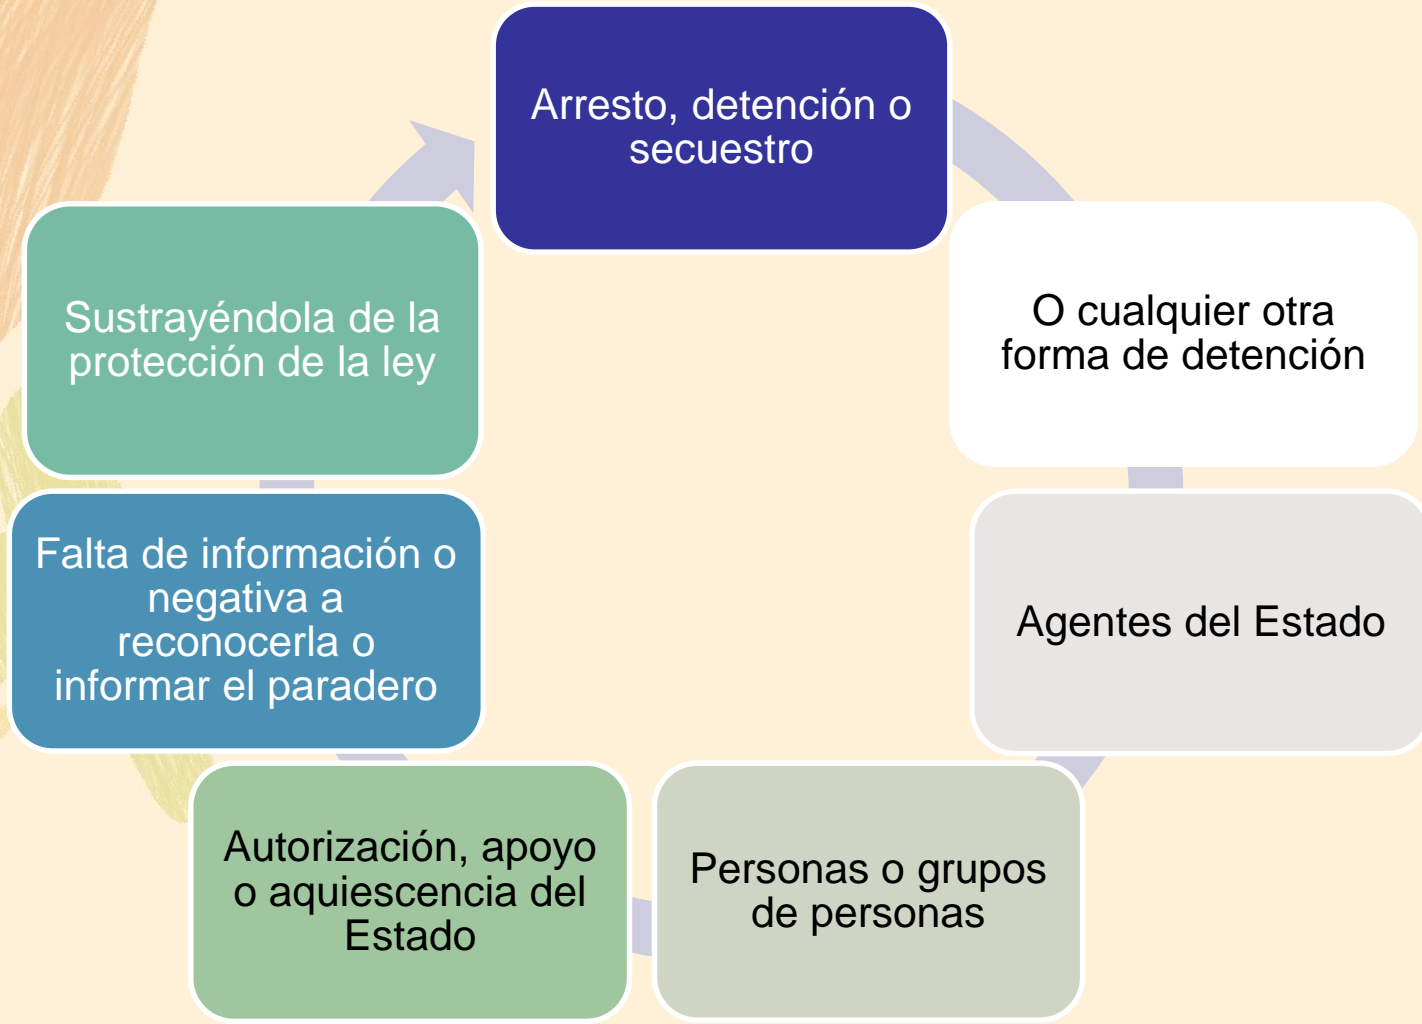 Arresto, detención o
secuestro
O cualquier otra
forma de detención
Agentes del Estado
Personas o grupos
de personas
Autorización, apoyo
o aquiescencia del
Estado
Falta de información o
negativa a
reconocerla o
informar el paradero
Sustrayéndola de la
protección de la ley